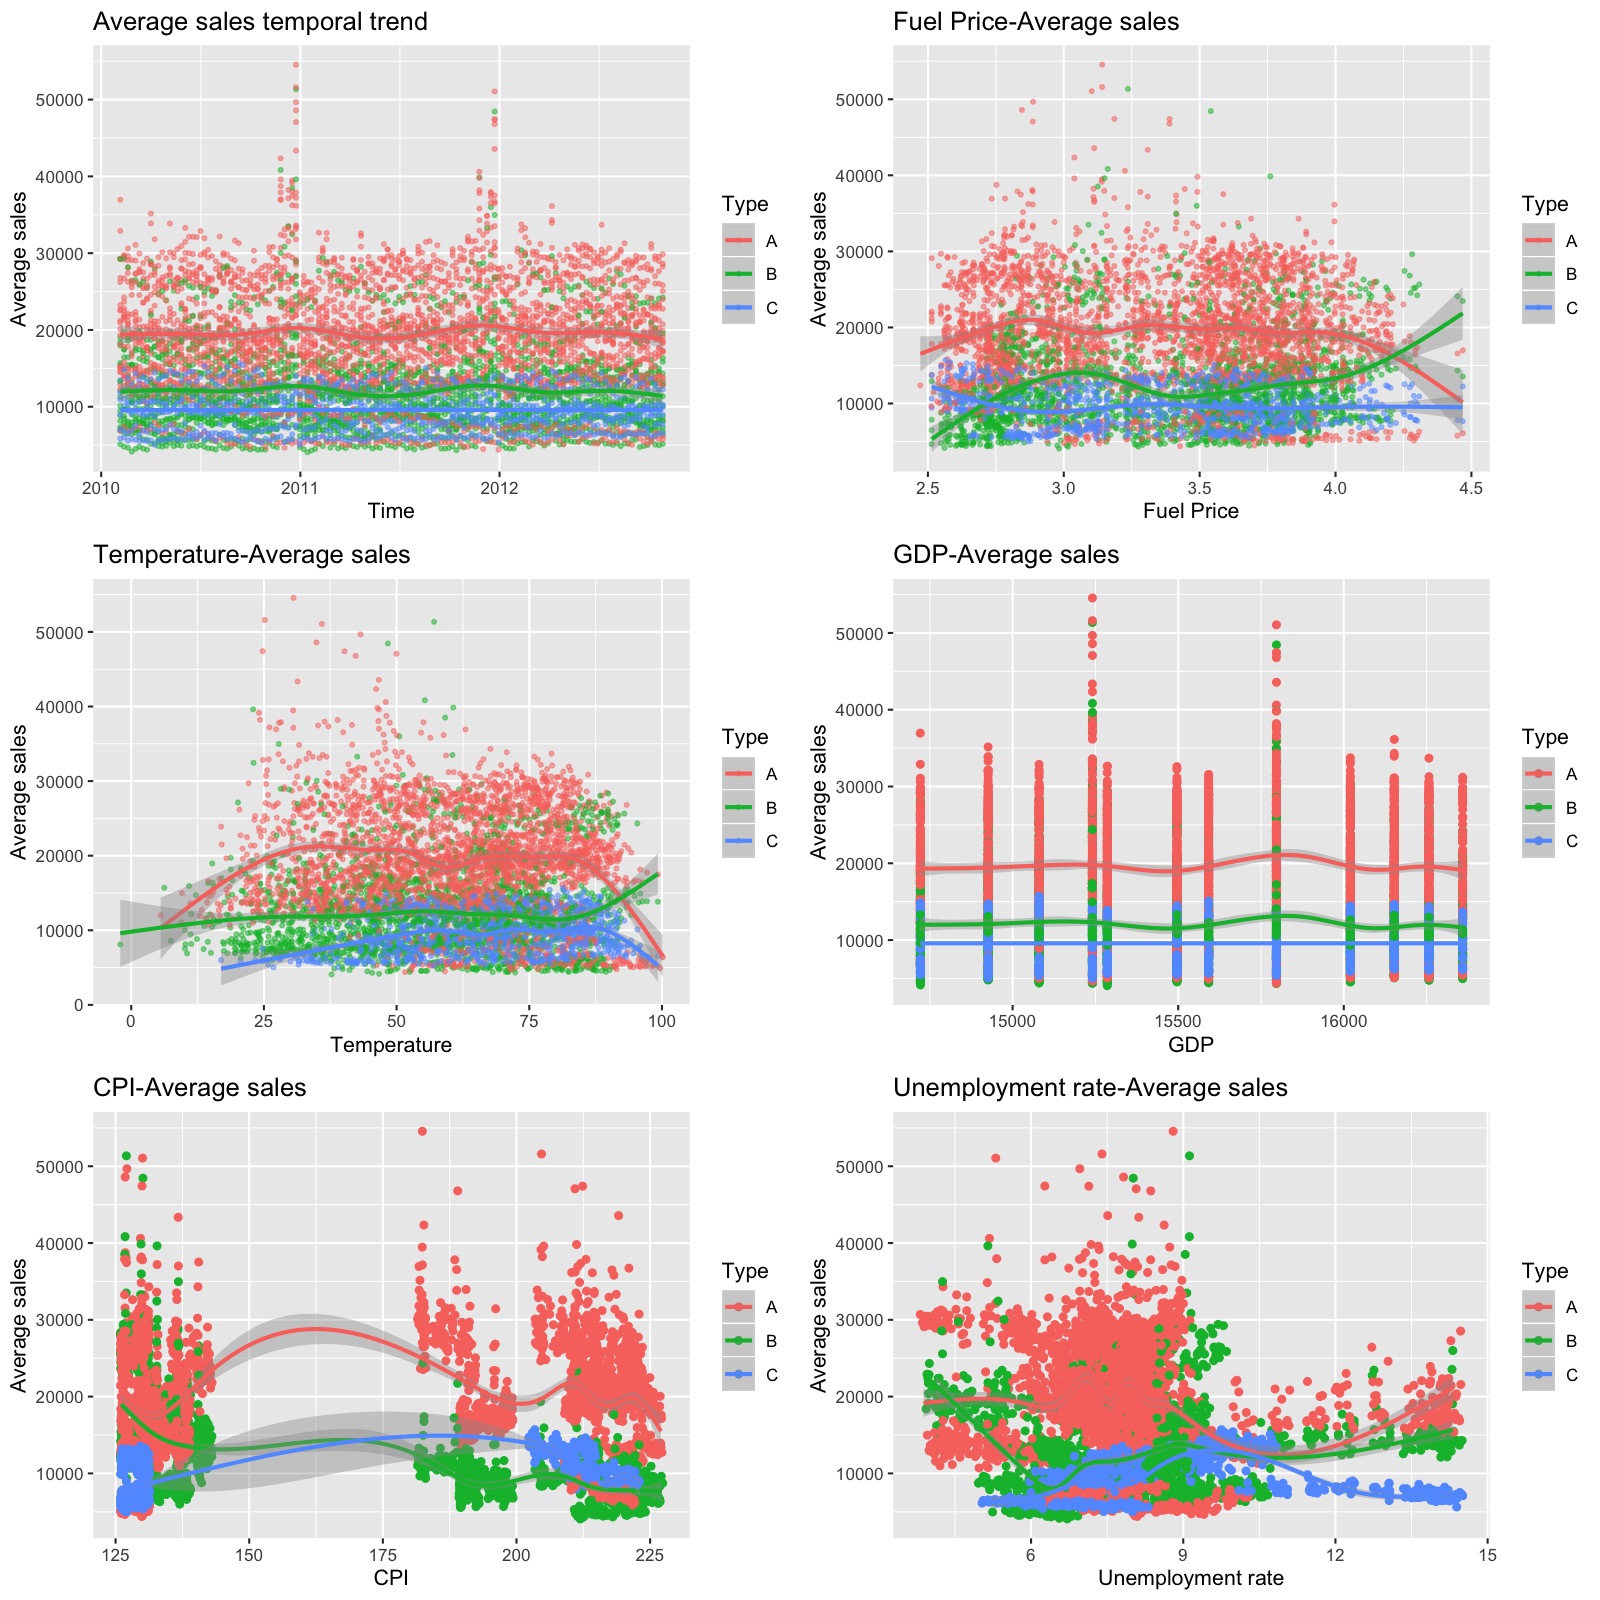 Average sales temporal trend
Average sales
50000
40000
30000
20000
10000
2010
2011
2012
Time
Type
A
B
C
Fuel Price-Average sales
Average sales
50000
40000
30000
20000
10000
2.5
3.0
3.5
4.0
4.5
Fuel Price
Type
A
B
C
Temperature-Average sales
Average sales
50000
40000
30000
20000
10000
0
0
25
50
75
100
Temperature
Type
A
B
C
GDP-Average sales
Average sales
50000
40000
30000
20000
10000
15000
15500
16000
GDP
Type
A
B
C
CPI-Average sales
Average sales
50000
40000
30000
20000
10000
125
150
175
200
225
CPI
Type
A
B
C
Unemployment rate-Average sales
Average sales
50000
40000
30000
20000
10000
6
9
12
15
Unemployment rate
Type
A
B
C